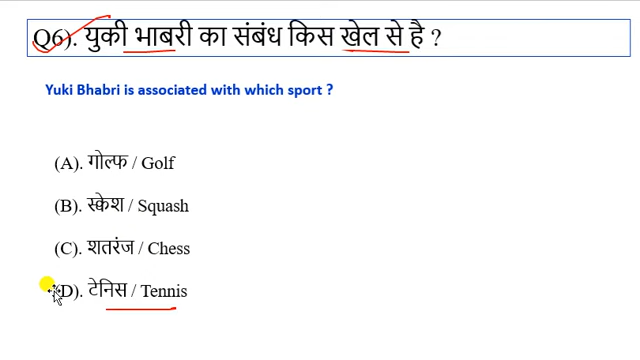 Q6). युकी भाबरी का संबंध किस खेल से है ?
Yuki Bhabri is associated with which sport ?
(A). गोल्फ / Golf
(B). स्केश / Squash
(C). शतरंज / Chess
(D). टेनिस / Tennis